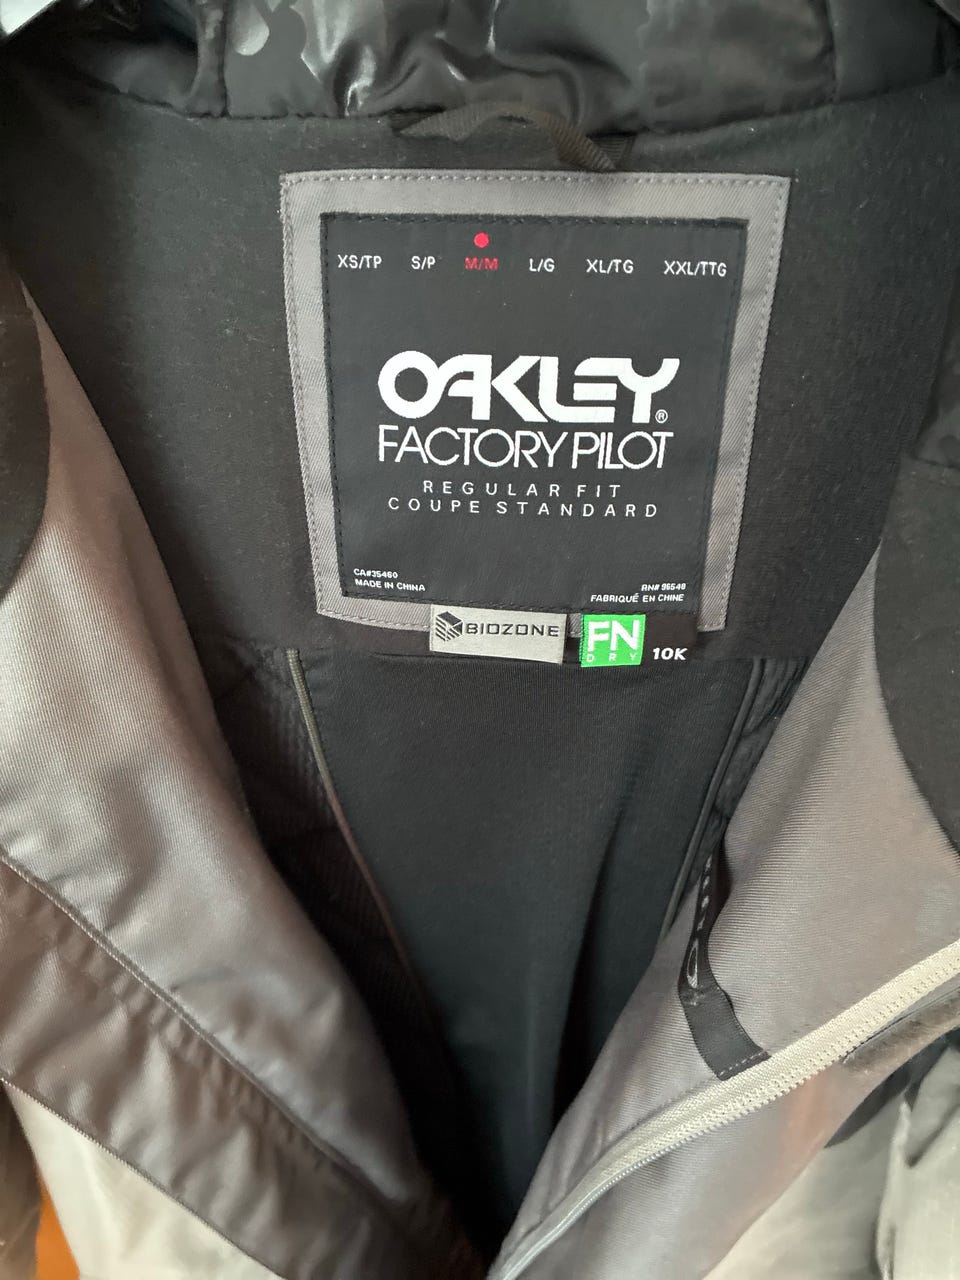 XS/TP S/P M/M L/G XL/TG XXL/TTG
OAKLEY®
FACTORY PILOT
REGULAR FIT
COUPE STANDARD
CA#35460
MADE IN CHINA
RN# 96548
FABRIQUÉ EN CHINE
BIOZONE
FN
DRY
10K